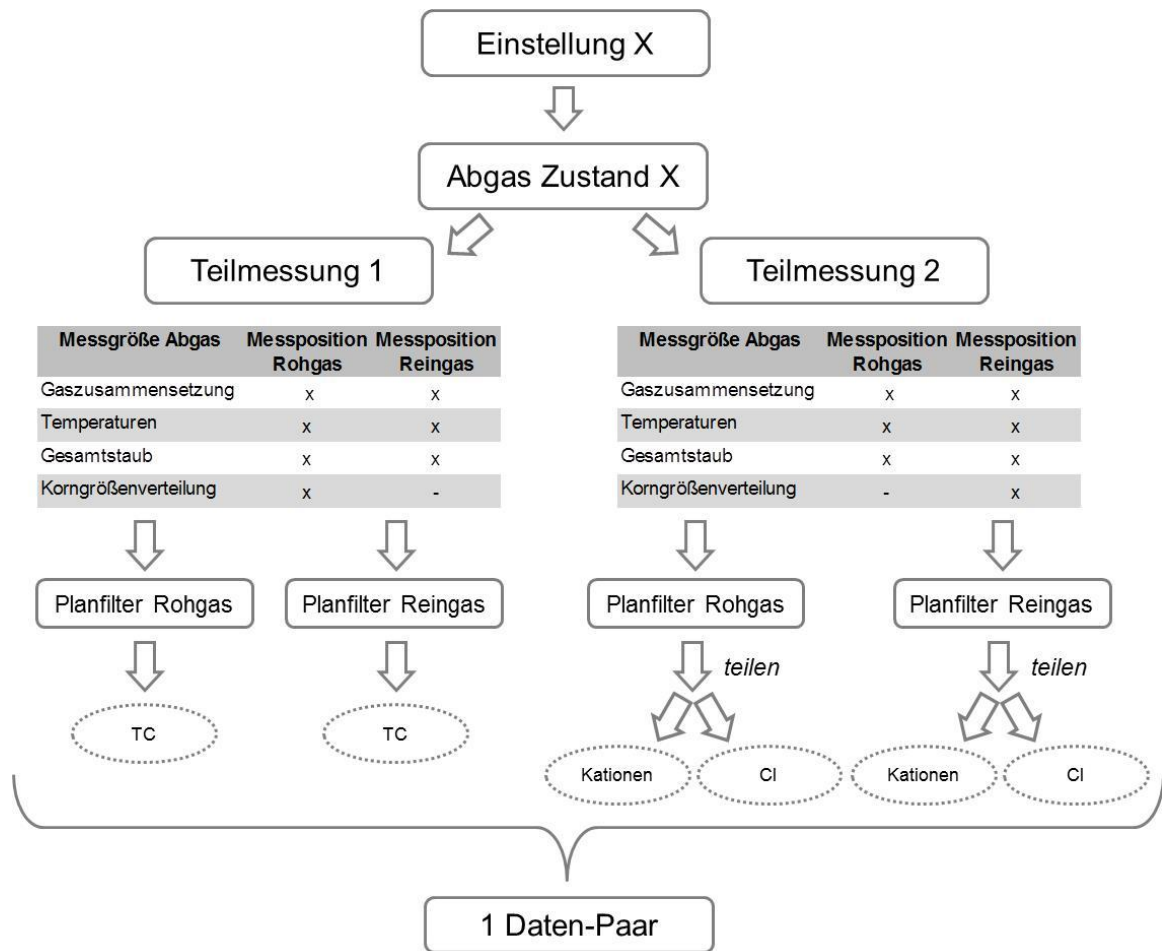 Einstellung X
Abgas Zustand X
Teilmessung 1
Messgröße Abgas Messposition Messposition
Rohgas Reingas
Gaszusammensetzung x x
Temperaturen x x
Gesamtstaub x x
Korngrößenverteilung x -
Planfilter Rohgas
Planfilter Reingas
TC
TC
Teilmessung 2
Messgröße Abgas Messposition Messposition
Rohgas Reingas
Gaszusammensetzung x x
Temperaturen x x
Gesamtstaub x x
Korngrößenverteilung - x
Planfilter Rohgas
Planfilter Reingas
teilen
teilen
Kationen
Cl
Kationen
Cl
1 Daten-Paar